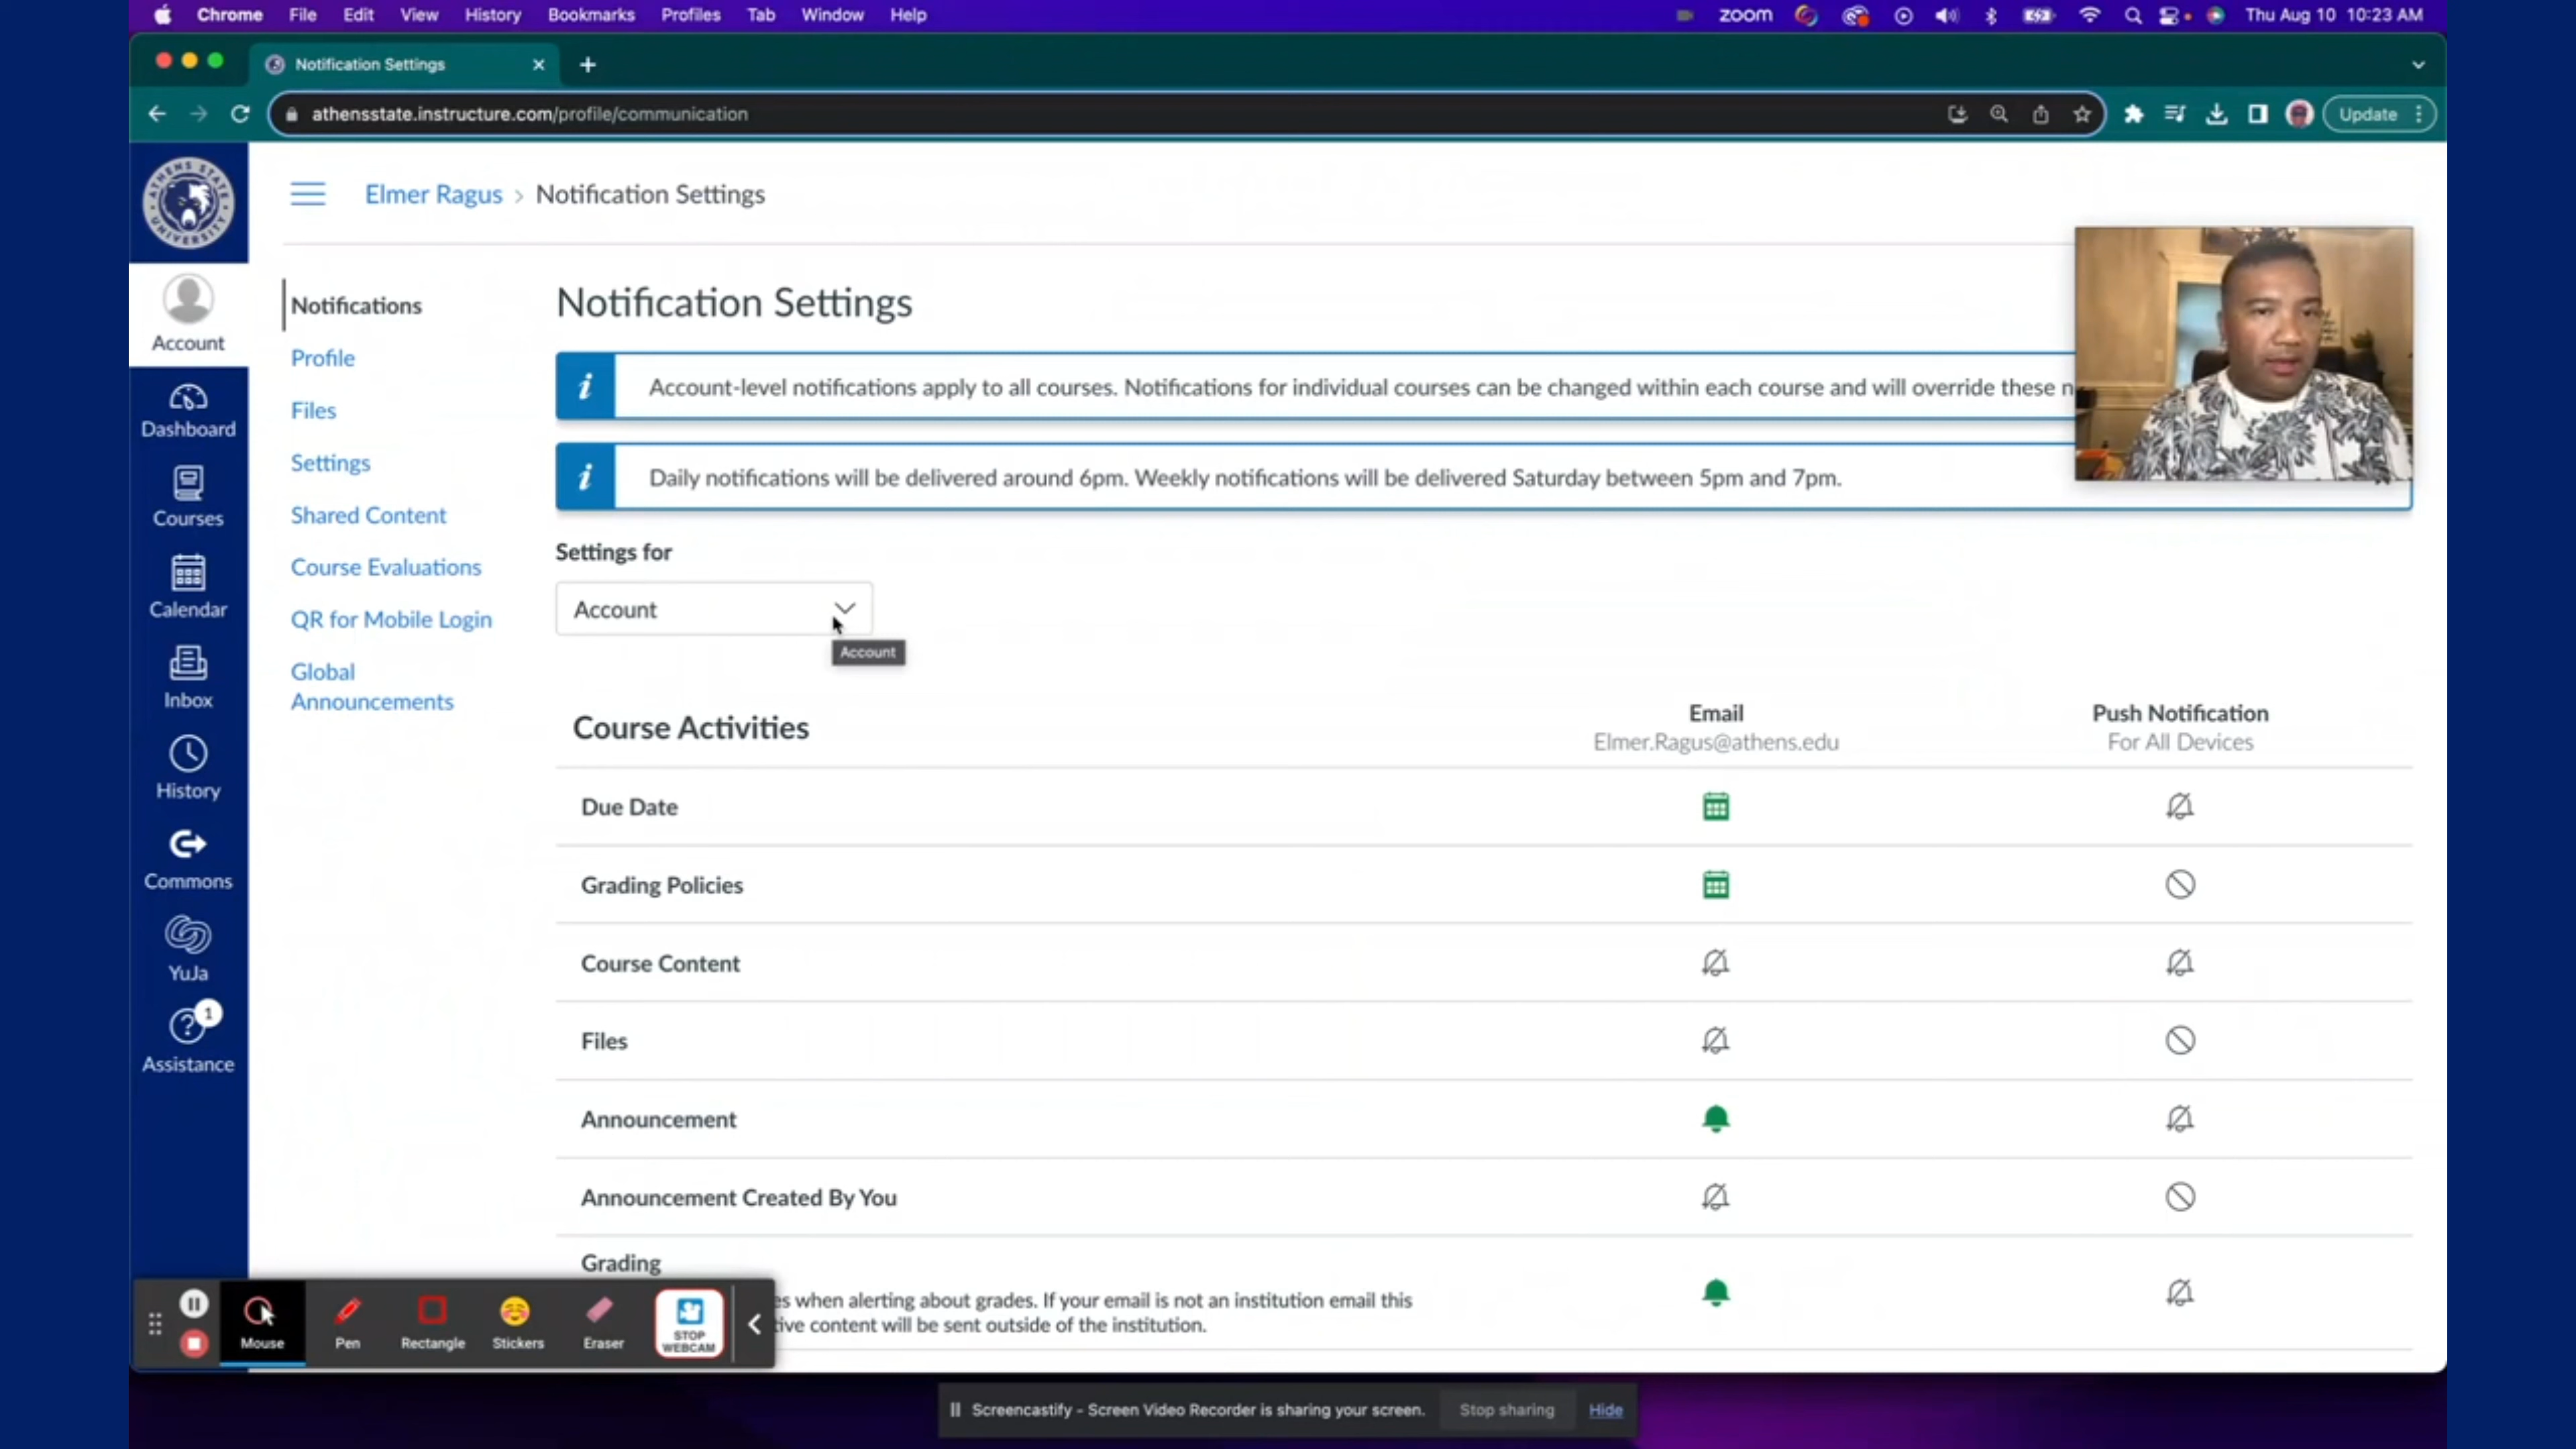 Chrome File Edit View History Bookmarks Profiles Tab Window Help zoom Thu Aug 10 10:23 AM
Notification Settings
athensstate.instructure.com/profile/communication Update
ATHENS STATE UNIVERSITY
Elmer Ragus > Notification Settings
Account
Dashboard
Courses
Calendar
Inbox
History
Commons
YuJa
1
Assistance
Notifications
Profile
Files
Settings
Shared Content
Course Evaluations
QR for Mobile Login
Global
Announcements
Notification Settings
i Account-level notifications apply to all courses. Notifications for individual courses can be changed within each course and will override these
i Daily notifications will be delivered around 6pm. Weekly notifications will be delivered Saturday between 5pm and 7pm.
Settings for
Account
Account
Course Activities
Email
Elmer.Ragus@athens.edu
Push Notification
For All Devices
Due Date
Grading Policies
Course Content
Files
Announcement
Announcement Created By You
Grading
es when alerting about grades. If your email is not an institution email this
tive content will be sent outside of the institution.
Mouse Pen Rectangle Stickers Eraser STOP WEBCAM
Screencastify - Screen Video Recorder is sharing your screen. Stop sharing Hide